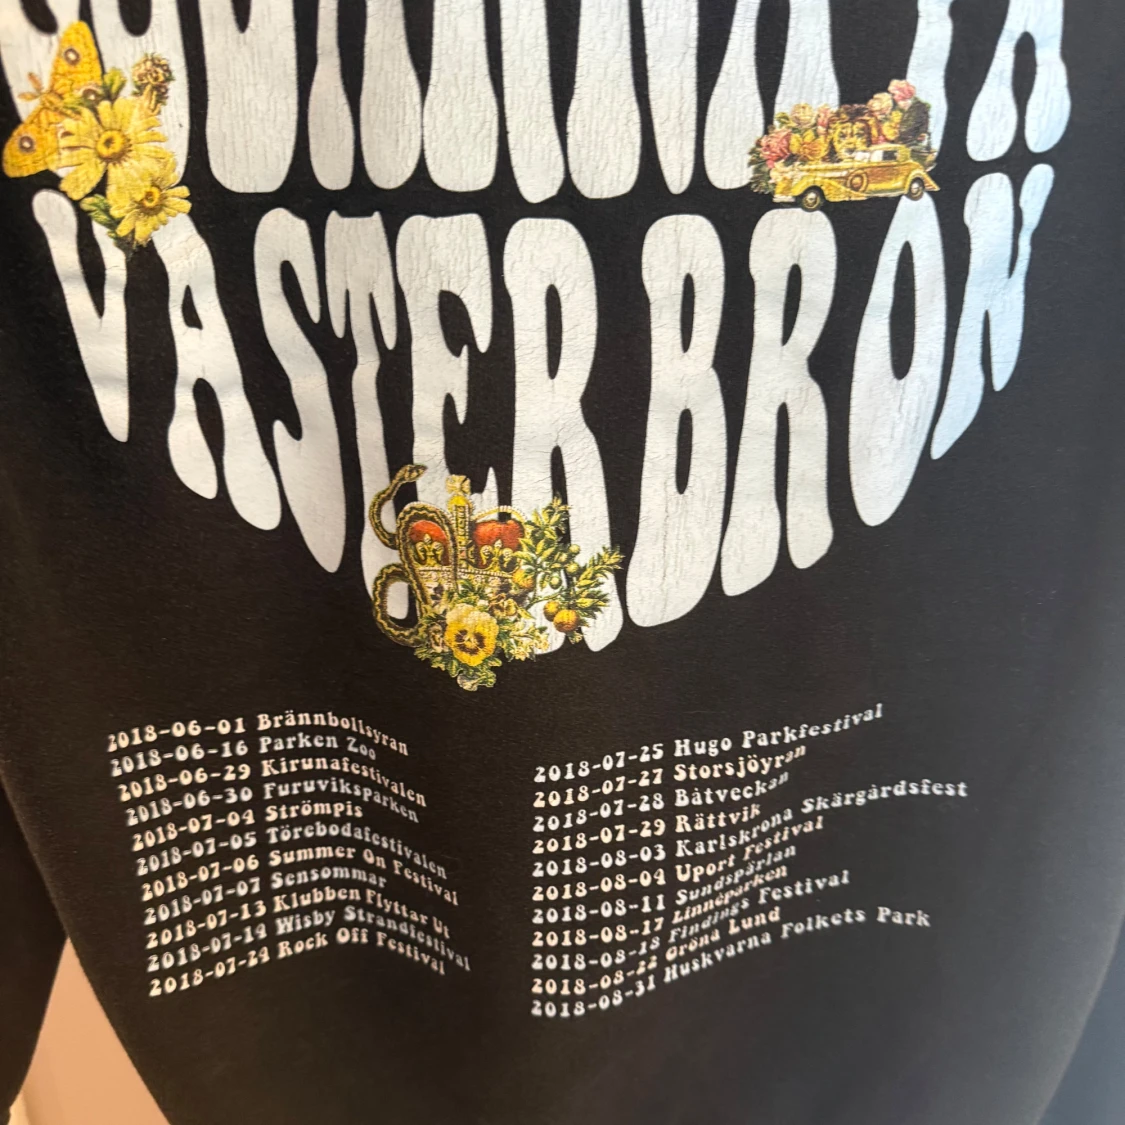 VÄSTERBRON
2018-06-01 Brännbollsyran
2018-06-16 Parken Zoo
2018-06-29 Kirunafestivalen
2018-06-30 Furuviksparken
2018-07-04 Strömpis
2018-07-05 Törebodafestivalen
2018-07-06 Summer On Festival
2018-07-07 Sensommar
2018-07-13 Klubben Flyttar Ut
2018-07-14 Wisby Strandfestival
2018-07-24 Rock Off Festival
2018-07-25 Hugo Parkfestival
2018-07-27 Storsjöyran
2018-07-28 Båtveckan
2018-07-29 Rättvik
2018-08-03 Karlskrona Skärgårdsfest
2018-08-04 Uport Festival
2018-08-11 Sundspärlan
2018-08-17 Linnéparken
2018-08-18 Findings Festival
2018-08-22 Gröna Lund
2018-08-31 Huskvarna Folkets Park